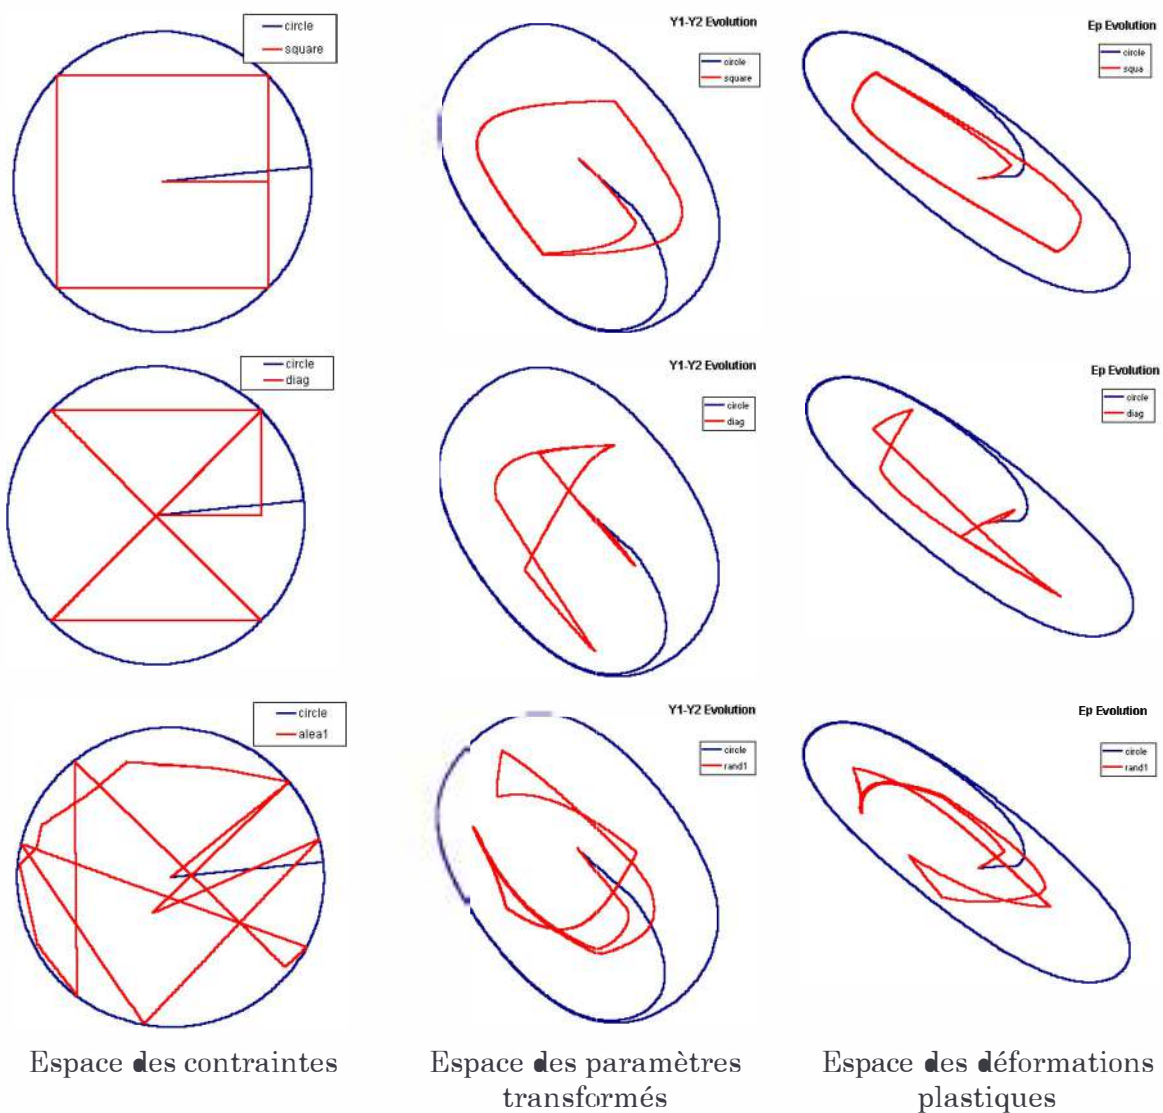 circle
square
Y1-Y2 Evolution
circle
square
Ep Evolution
circle
squa
circle
diag
Y1-Y2 Evolution
circle
diag
Ep Evolution
circle
diag
circle
alea1
Y1-Y2 Evolution
circle
rand1
Ep Evolution
circle
rand1
Espace des contraintes
Espace des paramètres
transformés
Espace des déformations
plastiques